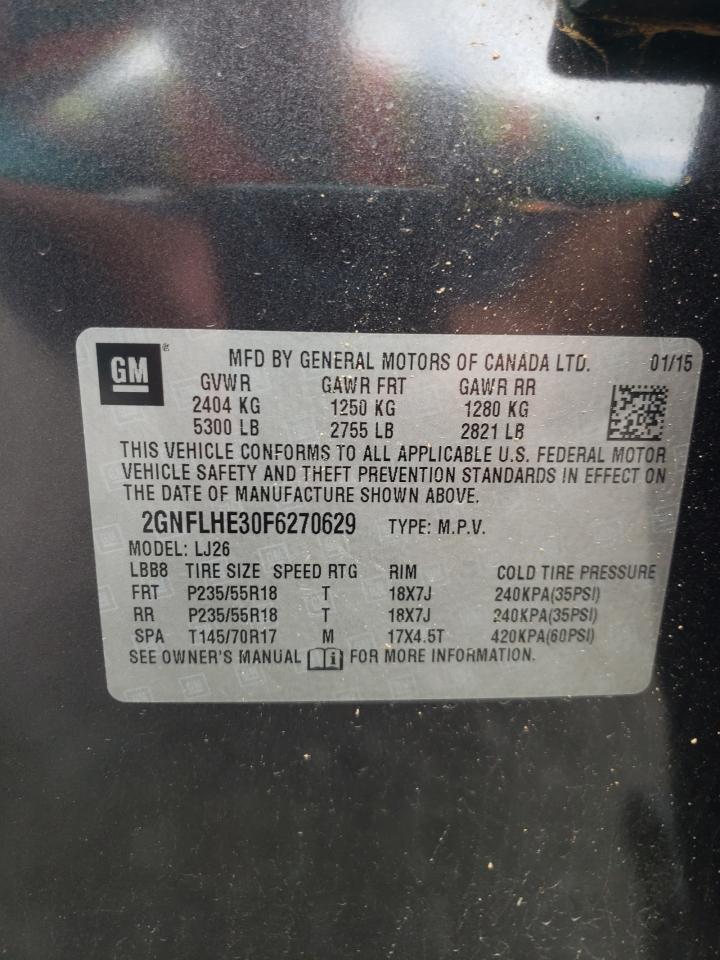 GM
MFD BY GENERAL MOTORS OF CANADA LTD. 01/15
GVWR GAWR FRT GAWR RR
2404 KG 1250 KG 1280 KG
5300 LB 2755 LB 2821 LB
THIS VEHICLE CONFORMS TO ALL APPLICABLE U.S. FEDERAL MOTOR
VEHICLE SAFETY AND THEFT PREVENTION STANDARDS IN EFFECT ON
THE DATE OF MANUFACTURE SHOWN ABOVE.
2GNFLHE30F6270629 TYPE: M.P.V.
MODEL: LJ26
LBB8 TIRE SIZE SPEED RTG RIM COLD TIRE PRESSURE
FRT P235/55R18 T 18X7J 240KPA(35PSI)
RR P235/55R18 T 18X7J 240KPA(35PSI)
SPA T145/70R17 M 17X4.5T 420KPA(60PSI)
SEE OWNER'S MANUAL FOR MORE INFORMATION.